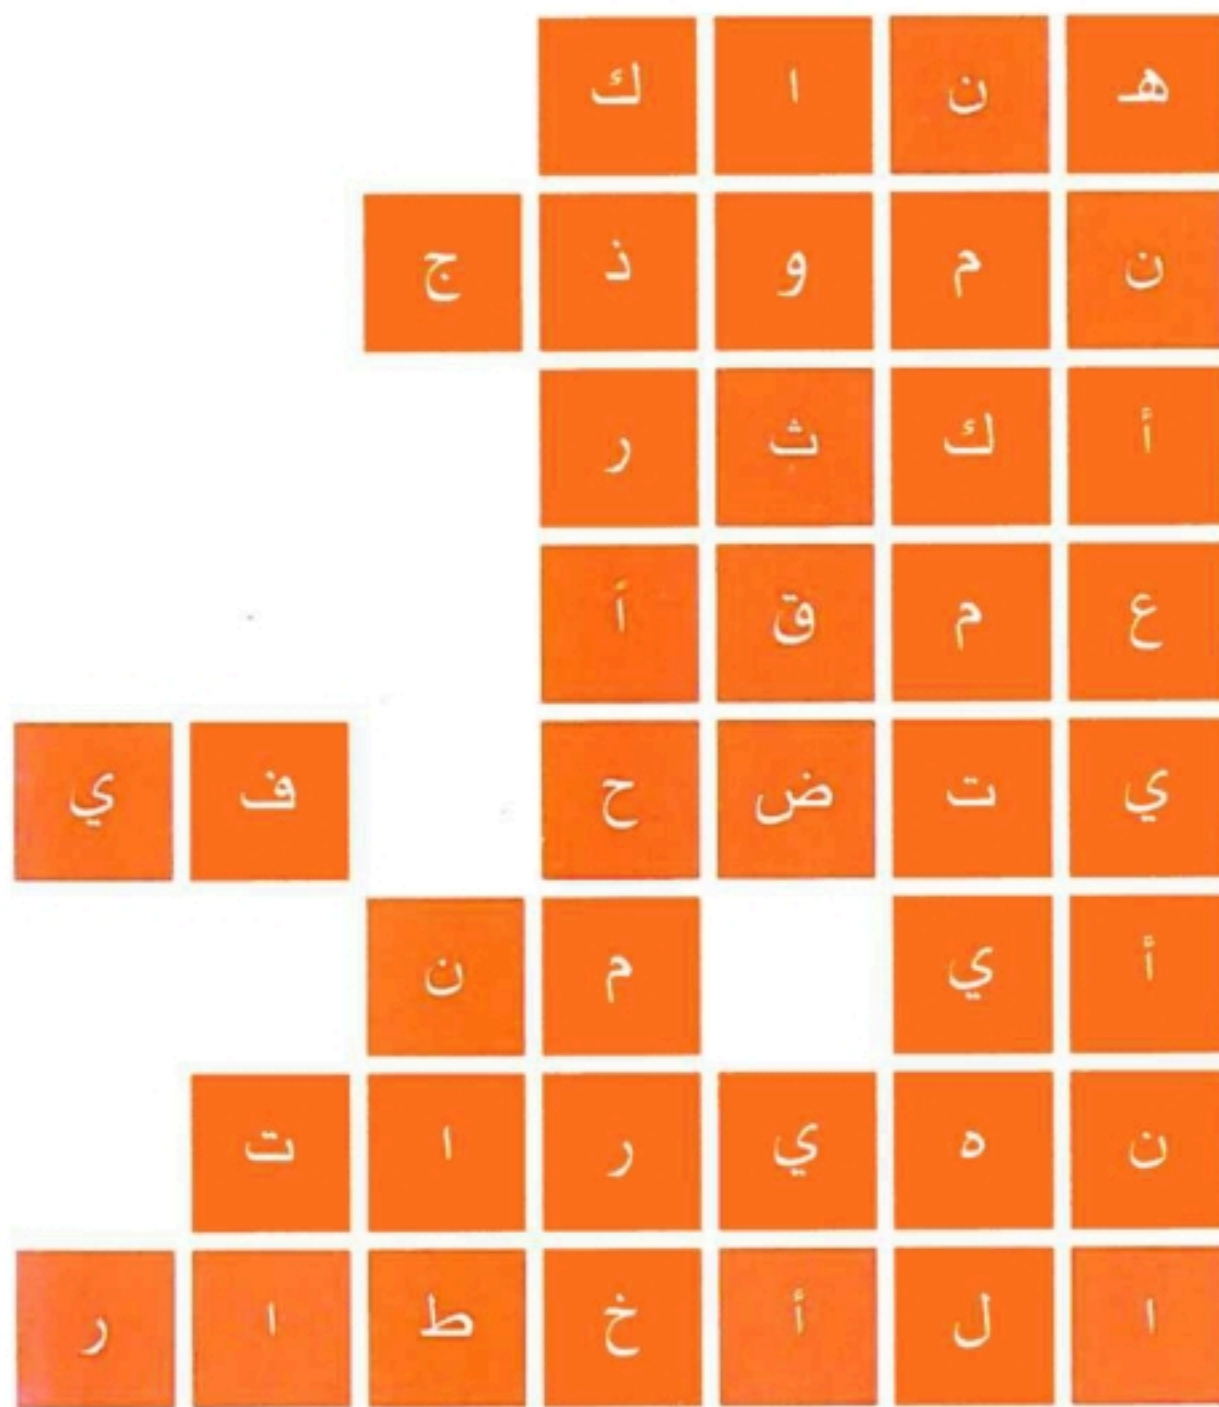 هناك
نموذج
أكثر
عمقأ
يتضح في
أي من
نهيرات
الأخطار